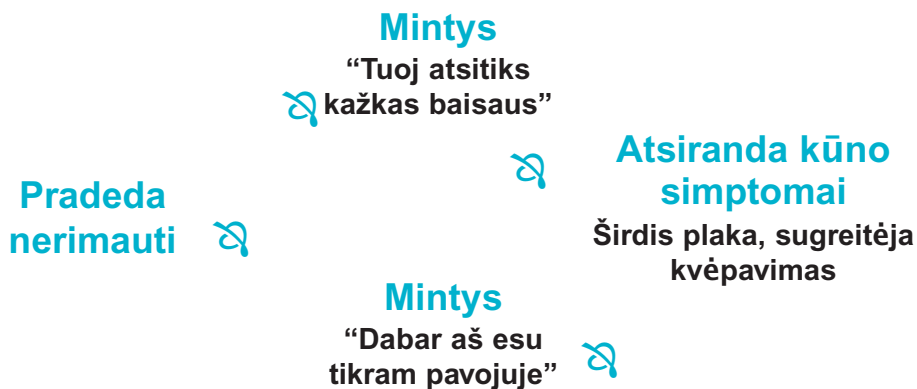 Mintys
“Tuoj atsitiks
kažkas baisaus”
Atsiranda kūno
simptomai
Širdis plaka, sugreitėja
kvėpavimas
Pradeda
nerimauti
Mintys
“Dabar aš esu
tikram pavojuje”